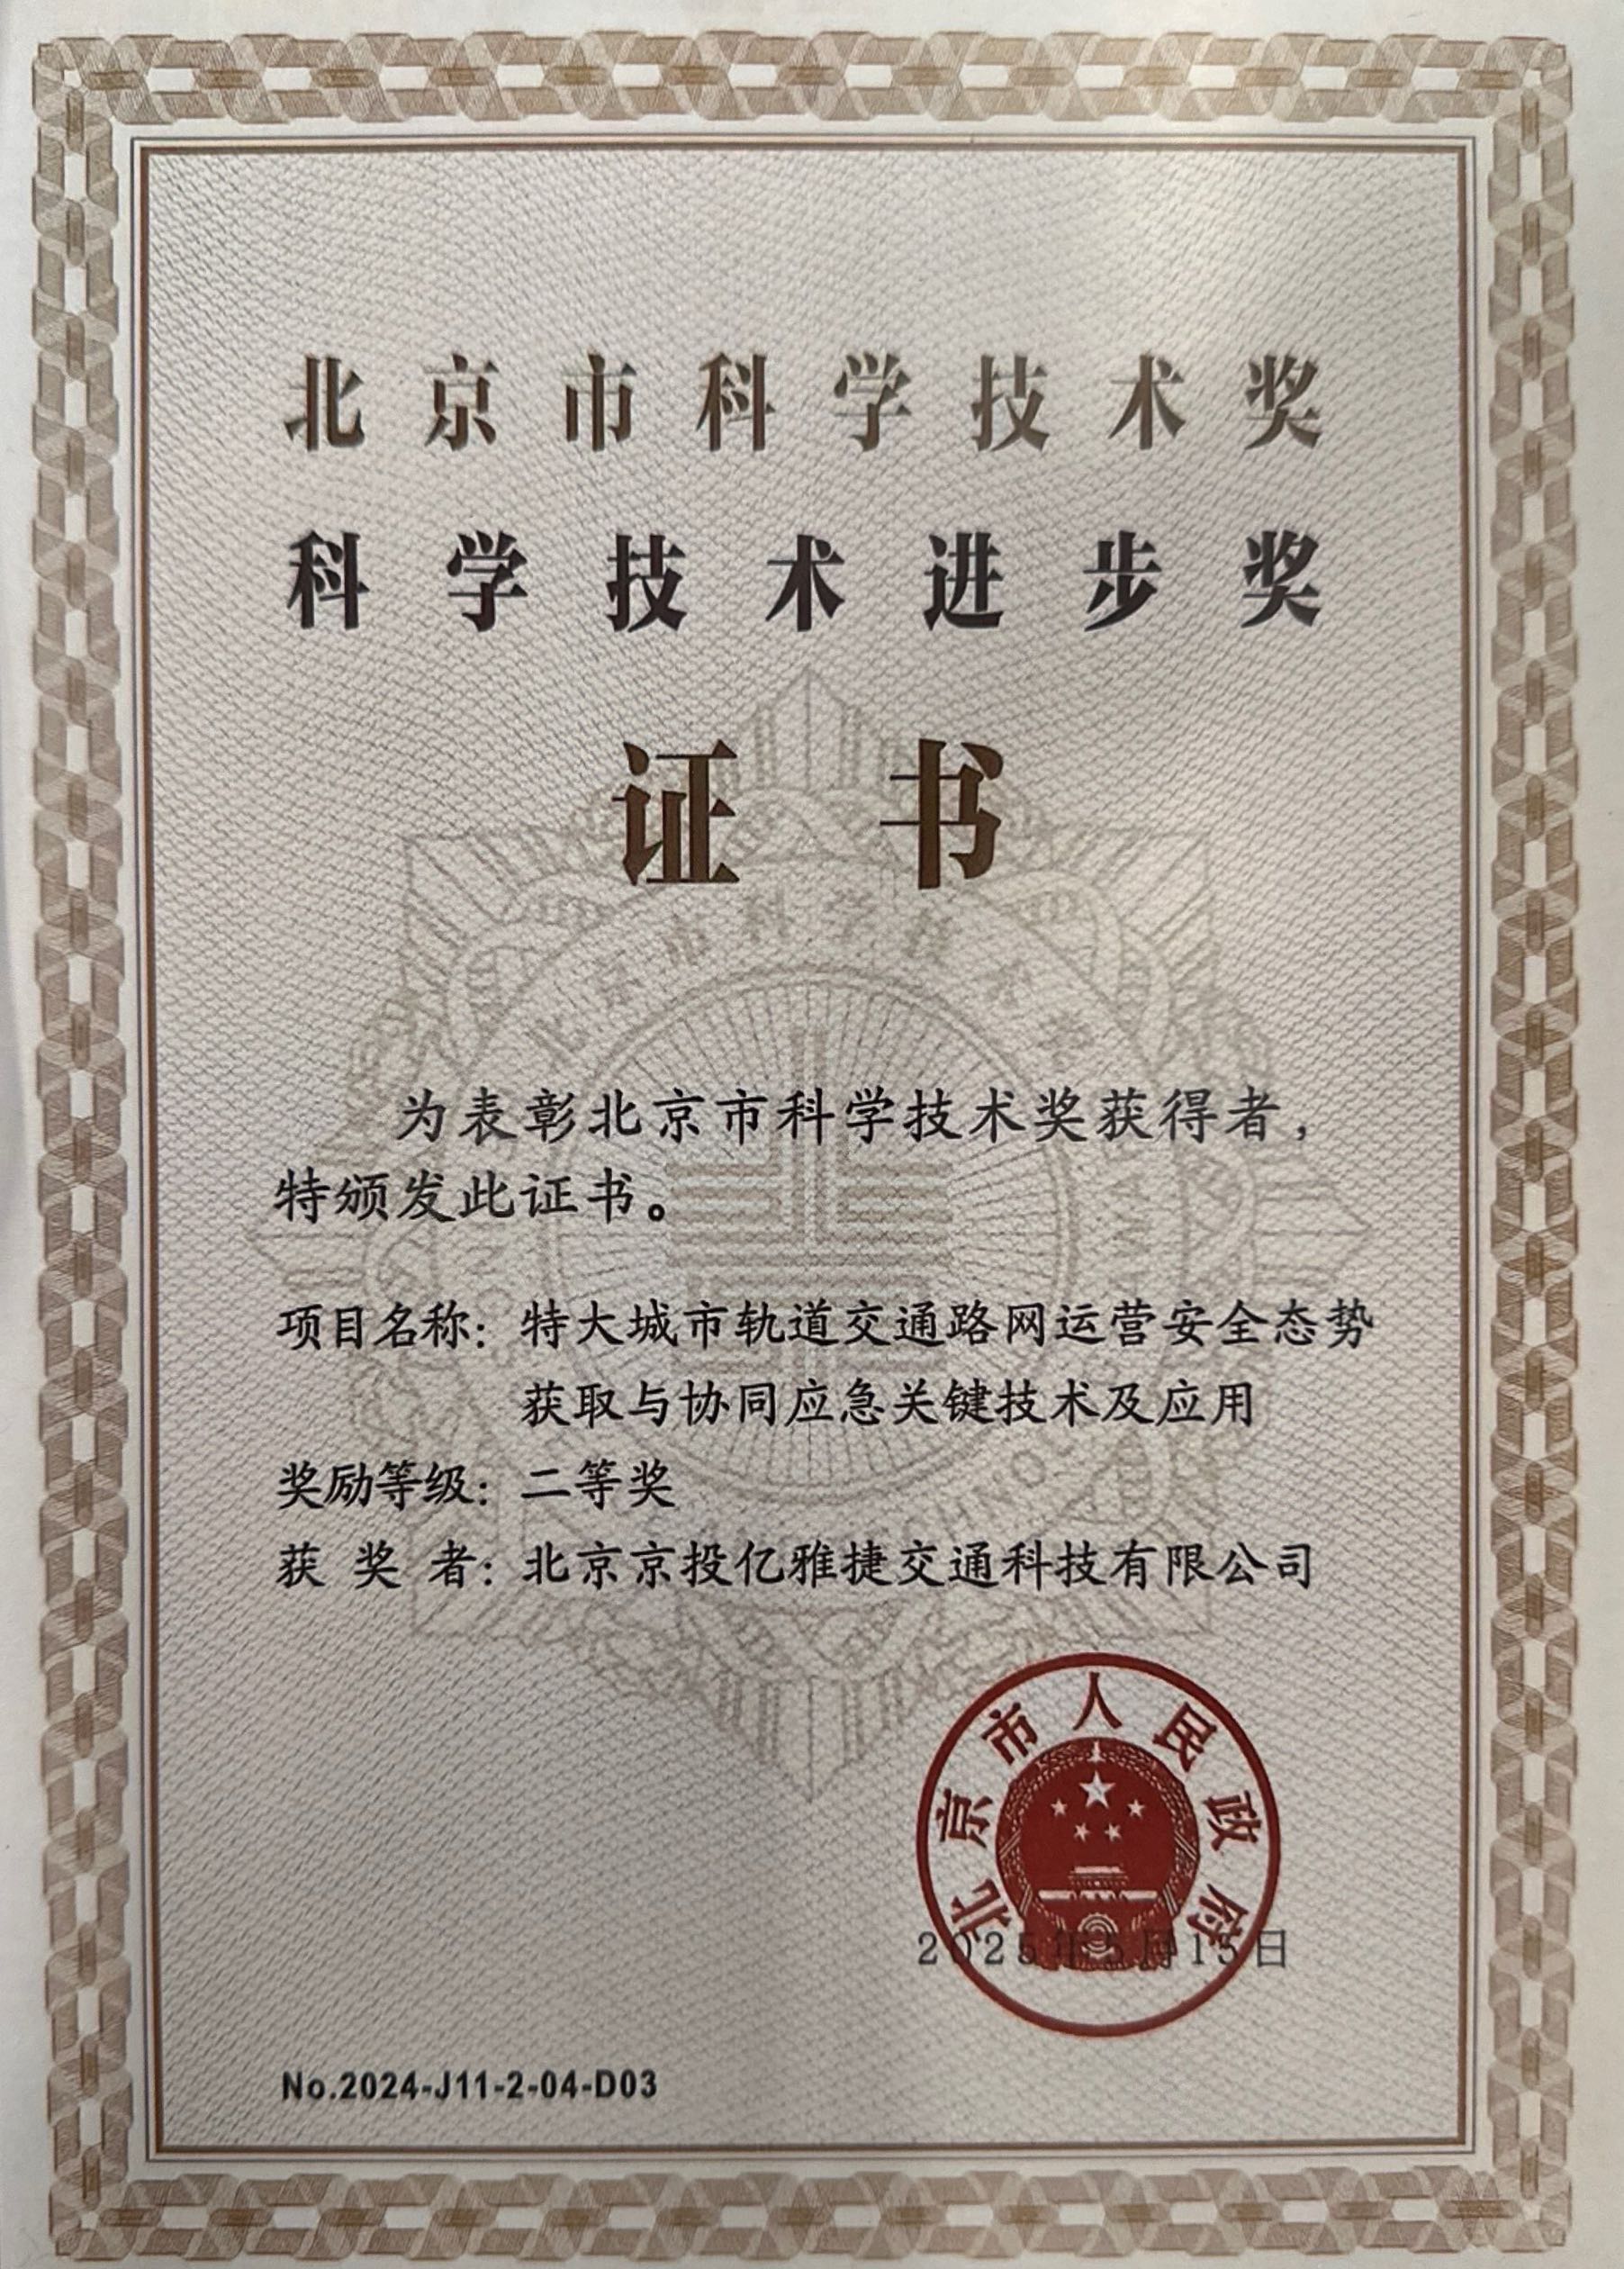 北京市科学技术奖
科学技术进步奖
证书
为表彰北京市科学技术奖获得者，
特颁发此证书。
项目名称：特大城市轨道交通路网运营安全态势
获取与协同应急关键技术及应用
奖励等级：二等奖
获奖者：北京京投亿雅捷交通科技有限公司
北京市人民政府
2025年5月15日
No.2024-J11-2-04-D03